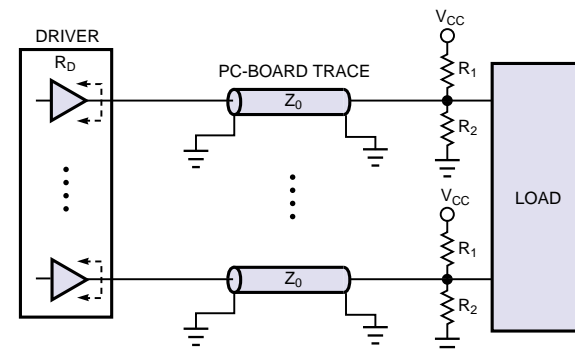 DRIVER
R_D
PC-BOARD TRACE
Z_0
V_CC
R_1
R_2
LOAD
V_CC
Z_0
R_1
R_2